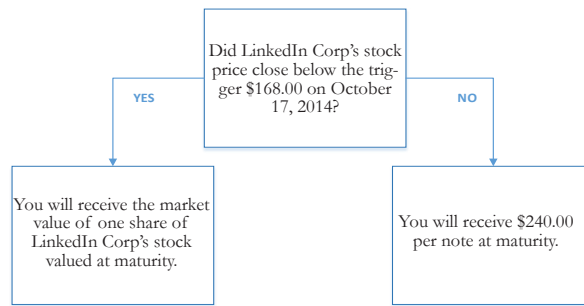 Did LinkedIn Corp's stock
price close below the trig-
ger $168.00 on October
17, 2014?
YES
NO
You will receive the market
value of one share of
LinkedIn Corp's stock
valued at maturity.
You will receive $240.00
per note at maturity.